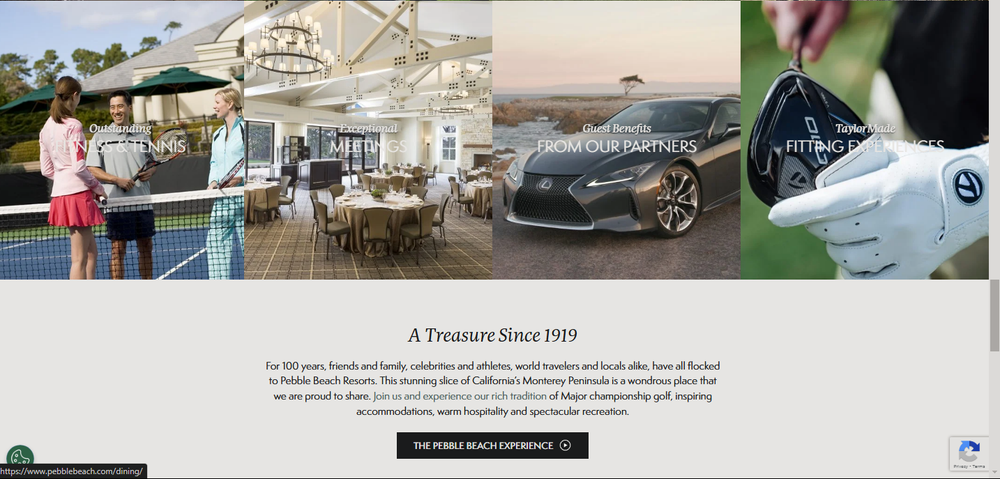 Outstanding
FITNESS & TENNIS
Exceptional
MEETINGS
Guest Benefits
FROM OUR PARTNERS
TaylorMade
FITTING EXPERIENCES
A Treasure Since 1919
For 100 years, friends and family, celebrities and athletes, world travelers and locals alike, have all flocked
to Pebble Beach Resorts. This stunning slice of California's Monterey Peninsula is a wondrous place that
we are proud to share. Join us and experience our rich tradition of Major championship golf, inspiring
accommodations, warm hospitality and spectacular recreation.
THE PEBBLE BEACH EXPERIENCE
Privacy - Terms
https://www.pebblebeach.com/dining/